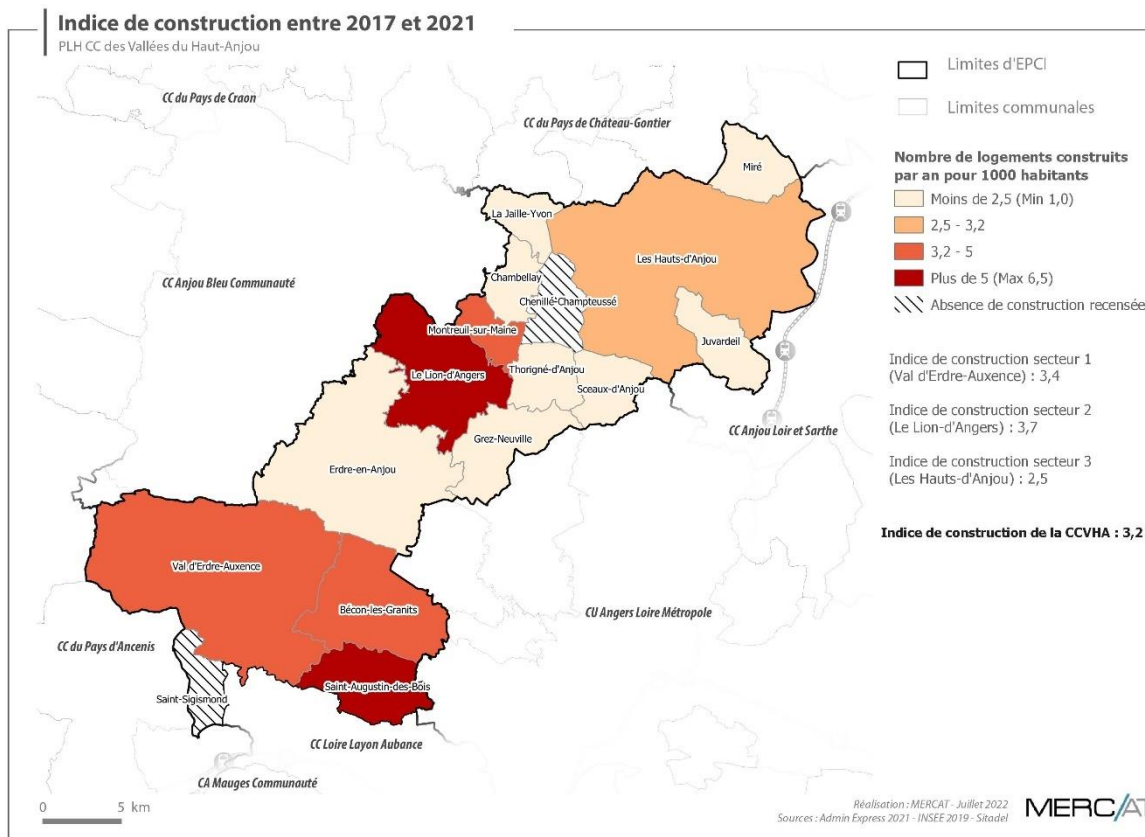 Indice de construction entre 2017 et 2021
PLH CC des Vallées du Haut-Anjou
CC du Pays de Craon
CC du Pays de Château-Gontier
Miré
La Jaille-Yvon
Les Hauts-d'Anjou
CC Anjou Bleu Communauté
Chambellay
Chenillé-Champteussé
Montreuil-sur-Maine
Juvardeil
Thorigné-d'Anjou
Le Lion-d'Angers
Sceaux-d'Anjou
CC Anjou Loir et Sarthe
Grez-Neuville
Erdre-en-Anjou
Val d'Erdre-Auxence
Bécon-les-Granits
CU Angers Loire Métropole
CC du Pays d'Ancenis
Saint-Augustin-des-Bois
Saint-Sigismond
CC Loire Layon Aubance
CA Mauges Communauté
0 5 km
Limites d'EPCI
Limites communales
Nombre de logements construits
par an pour 1000 habitants
Moins de 2,5 (Min 1,0)
2,5 - 3,2
3,2 - 5
Plus de 5 (Max 6,5)
Absence de construction recensée
Indice de construction secteur 1
(Val d'Erdre-Auxence) : 3,4
Indice de construction secteur 2
(Le Lion-d'Angers) : 3,7
Indice de construction secteur 3
(Les Hauts-d'Anjou) : 2,5
Indice de construction de la CCVHA : 3,2
Réalisation : MERCAT - Juillet 2022
Sources : Admin Express 2021 - INSEE 2019 - Sitadel
MERC/AT